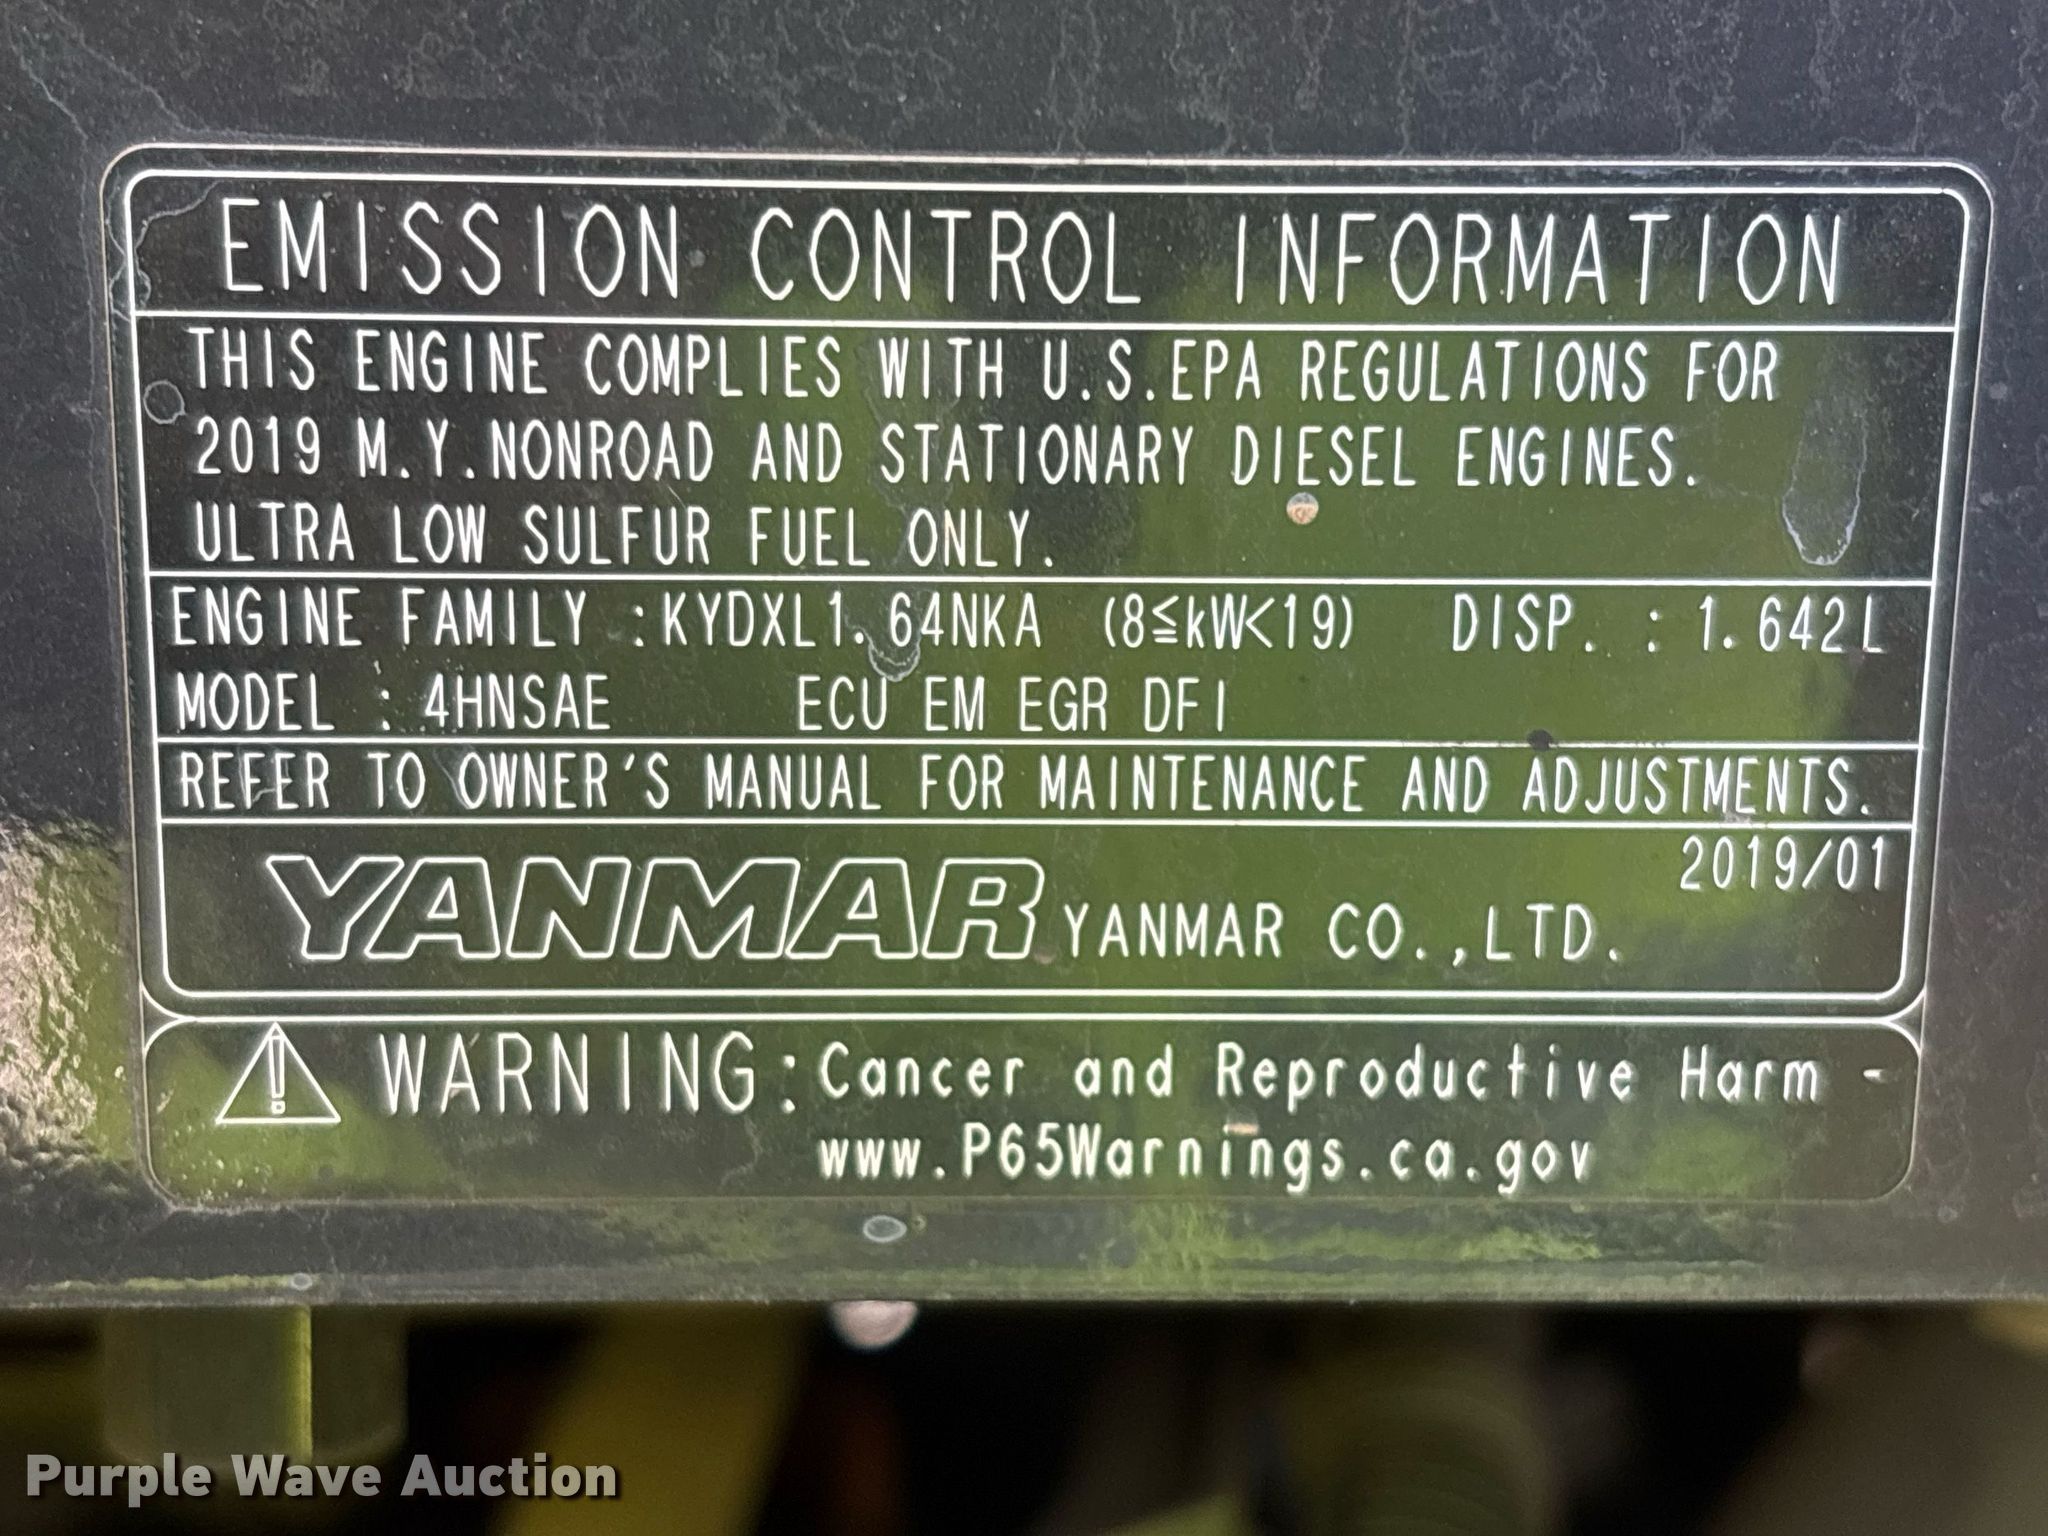 EMISSION CONTROL INFORMATION
THIS ENGINE COMPLIES WITH U.S.EPA REGULATIONS FOR
2019 M.Y.NONROAD AND STATIONARY DIESEL ENGINES.
ULTRA LOW SULFUR FUEL ONLY.
ENGINE FAMILY :KYDXL1.64NKA (8≦kW<19) DISP. : 1.642L
MODEL : 4HNSAE ECU EM EGR DFI
REFER TO OWNER'S MANUAL FOR MAINTENANCE AND ADJUSTMENTS.
2019/01
YANMAR YANMAR CO.,LTD.
WARNING: Cancer and Reproductive Harm -
www.P65Warnings.ca.gov
Purple Wave Auction